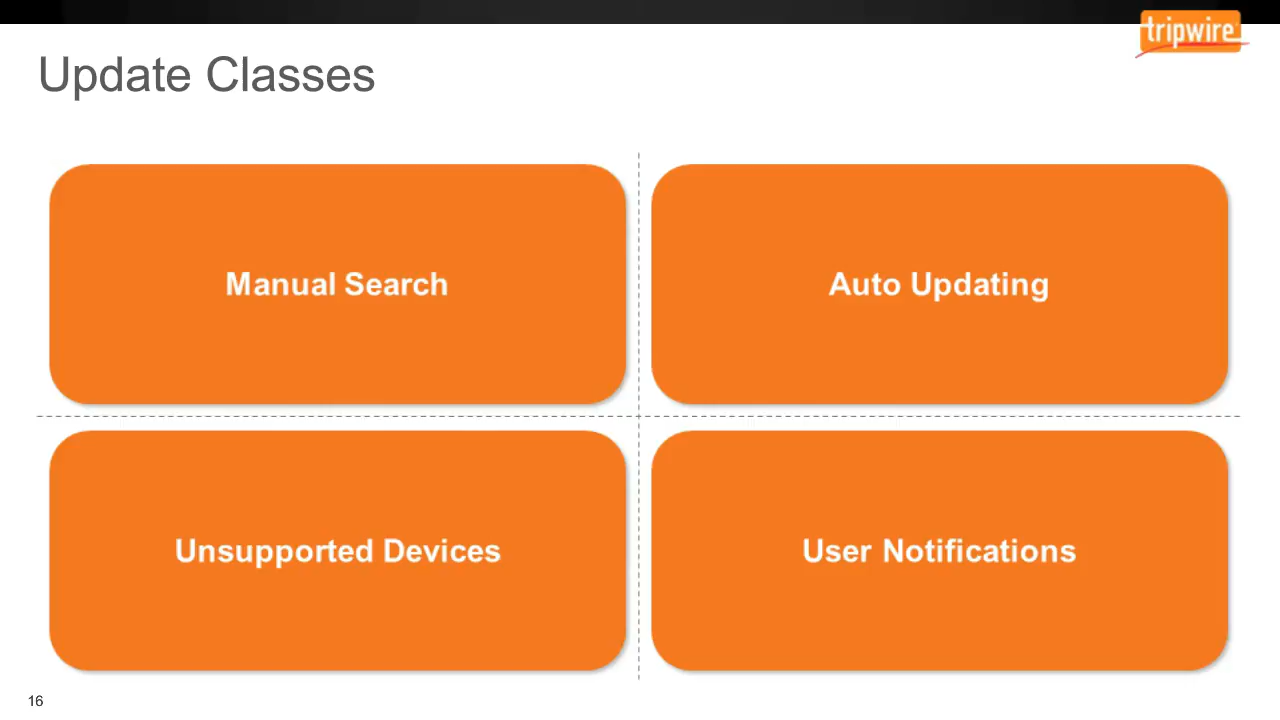 tripwire
Update Classes
Manual Search
Auto Updating
Unsupported Devices
User Notifications
16